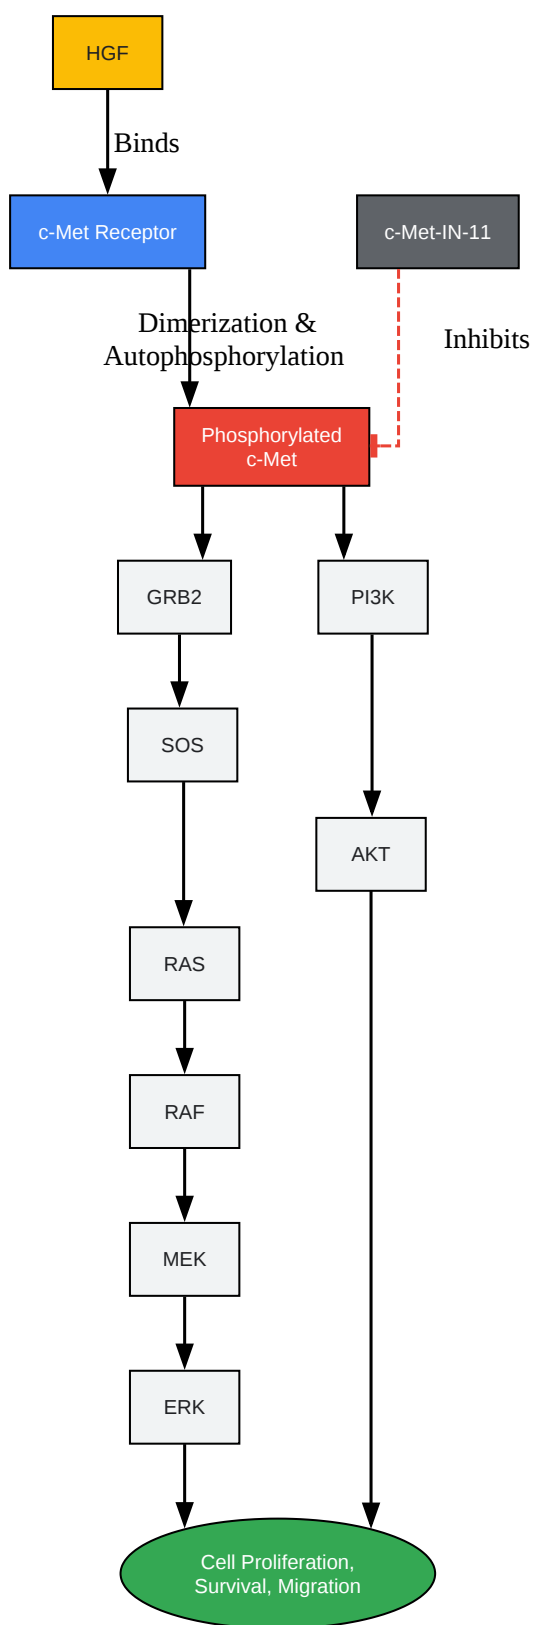 HGF
Binds
c-Met Receptor
c-Met-IN-11
Dimerization &
Autophosphorylation
Inhibits
Phosphorylated
c-Met
GRB2
PI3K
SOS
AKT
RAS
RAF
MEK
ERK
Cell Proliferation,
Survival, Migration